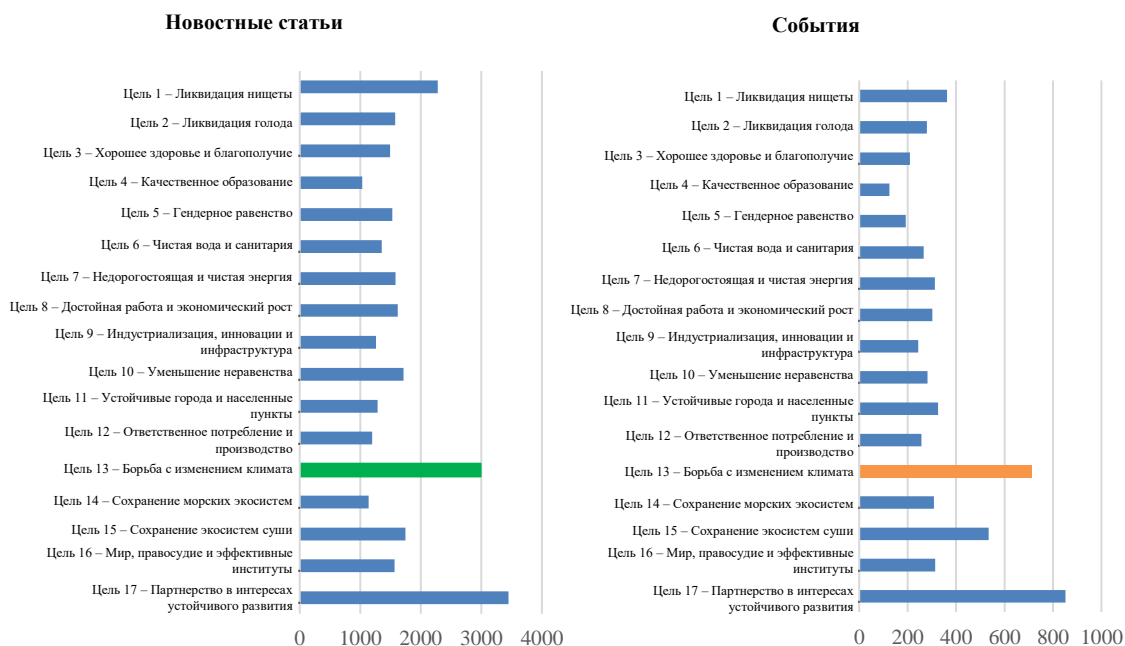 Новостные статьи
Цель 1 – Ликвидация нищеты
Цель 2 – Ликвидация голода
Цель 3 – Хорошее здоровье и благополучие
Цель 4 – Качественное образование
Цель 5 – Гендерное равенство
Цель 6 – Чистая вода и санитария
Цель 7 – Недорогостоящая и чистая энергия
Цель 8 – Достойная работа и экономический рост
Цель 9 – Индустриализация, инновации и
инфраструктура
Цель 10 – Уменьшение неравенства
Цель 11 – Устойчивые города и населенные
пункты
Цель 12 – Ответственное потребление и
производство
Цель 13 – Борьба с изменением климата
Цель 14 – Сохранение морских экосистем
Цель 15 – Сохранение экосистем суши
Цель 16 – Мир, правосудие и эффективные
институты
Цель 17 – Партнерство в интересах
устойчивого развития
0 1000 2000 3000 4000
События
Цель 1 – Ликвидация нищеты
Цель 2 – Ликвидация голода
Цель 3 – Хорошее здоровье и благополучие
Цель 4 – Качественное образование
Цель 5 – Гендерное равенство
Цель 6 – Чистая вода и санитария
Цель 7 – Недорогостоящая и чистая энергия
Цель 8 – Достойная работа и экономический рост
Цель 9 – Индустриализация, инновации и
инфраструктура
Цель 10 – Уменьшение неравенства
Цель 11 – Устойчивые города и населенные
пункты
Цель 12 – Ответственное потребление и
производство
Цель 13 – Борьба с изменением климата
Цель 14 – Сохранение морских экосистем
Цель 15 – Сохранение экосистем суши
Цель 16 – Мир, правосудие и эффективные
институты
Цель 17 – Партнерство в интересах
устойчивого развития
0 200 400 600 800 1000